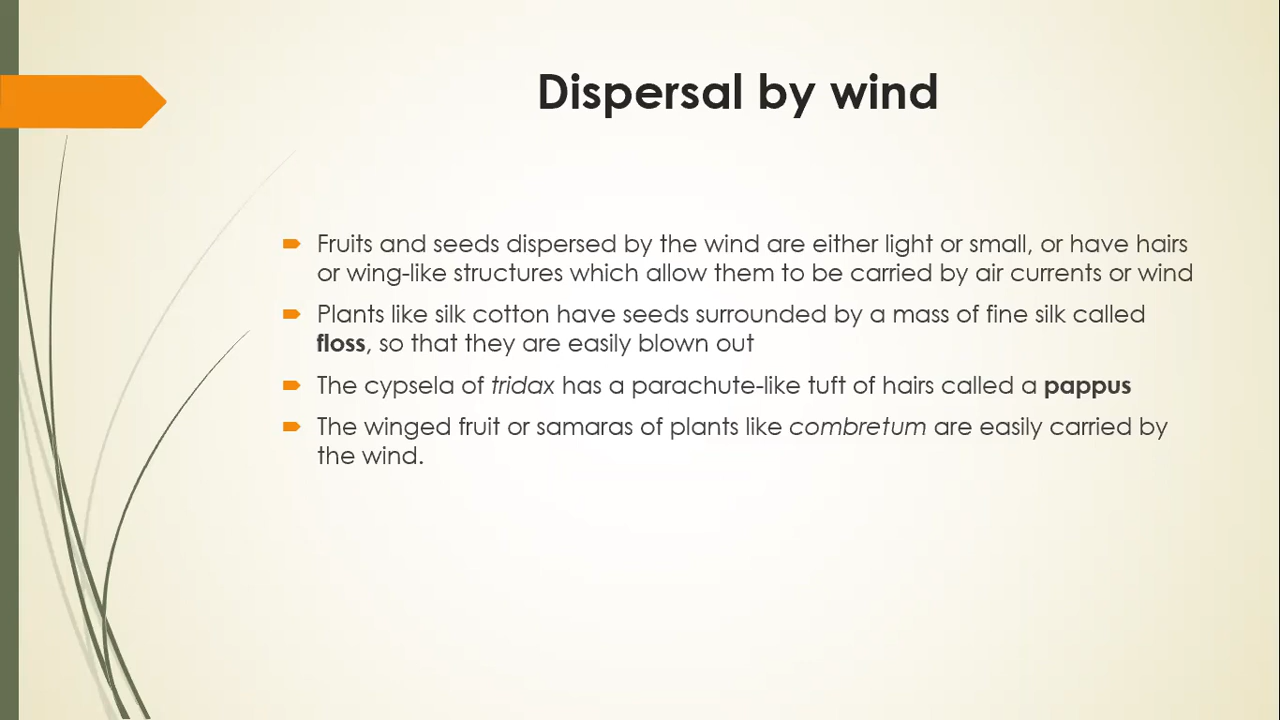 Dispersal by wind
Fruits and seeds dispersed by the wind are either light or small, or have hairs
or wing-like structures which allow them to be carried by air currents or wind
Plants like silk cotton have seeds surrounded by a mass of fine silk called
floss, so that they are easily blown out
The cypsela of tridax has a parachute-like tuft of hairs called a pappus
The winged fruit or samaras of plants like combretum are easily carried by
the wind.